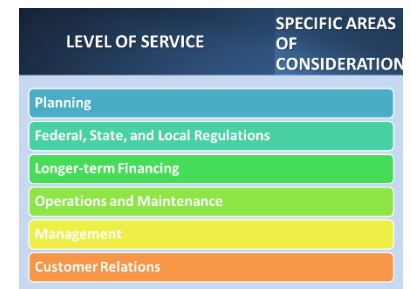 LEVEL OF SERVICE
SPECIFIC AREAS
OF
CONSIDERATION
Planning
Federal, State, and Local Regulations
Longer-term Financing
Operations and Maintenance
Management
Customer Relations